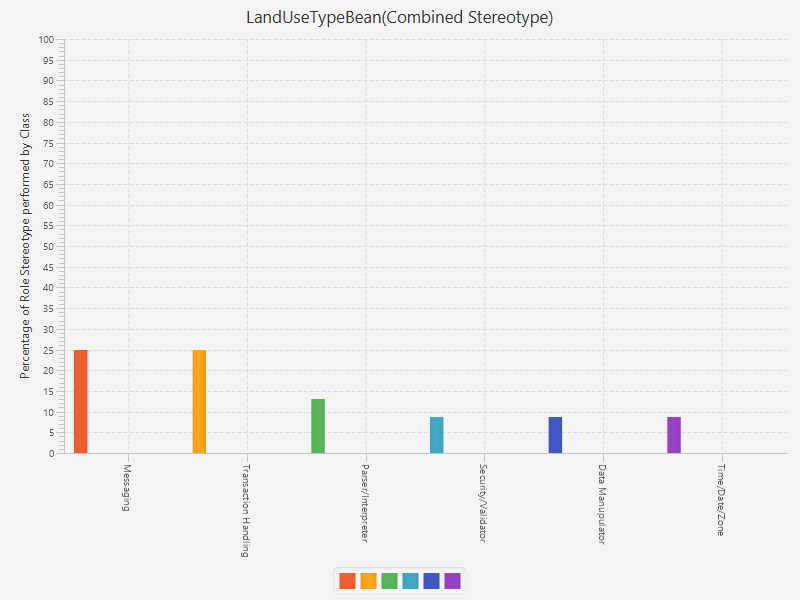 LandUseTypeBean(Combined Stereotype)
Percentage of Role Stereotype performed by Class
100
95
90
85
80
75
70
65
60
55
50
45
40
35
30
25
20
15
10
5
0
Messaging
Transaction Handling
Parser/Interpreter
Security/Validator
Data Manupulator
Time/Date/Zone